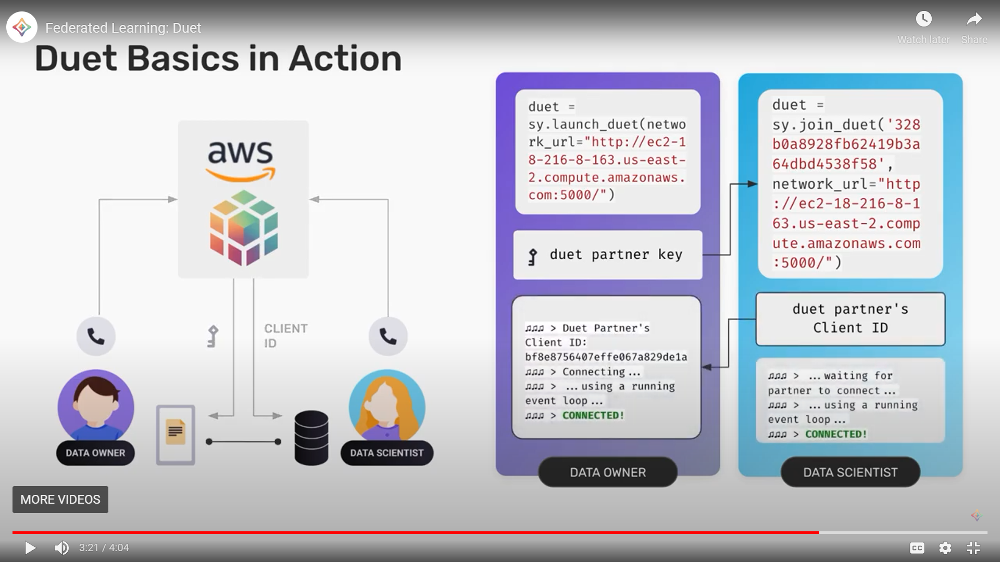 Federated Learning: Duet
Watch later
Share
Duet Basics in Action
aws
CLIENT
ID
DATA OWNER
DATA SCIENTIST
duet =
sy.launch_duet(netwo
rk_url="http://ec2-1
8-216-8-163.us-east-
2.compute.amazonaws.
com:5000/")
duet partner key
♫♫♫ > Duet Partner's
Client ID:
bf8e8756407effe067a829de1a
♫♫♫ > Connecting...
♫♫♫ > ...using a running
event loop...
♫♫♫ > CONNECTED!
DATA OWNER
duet =
sy.join_duet('328
b0a8928fb62419b3a
64dbd4538f58',
network_url="http
://ec2-18-216-8-1
63.us-east-2.comp
ute.amazonaws.com
:5000/")
duet partner's
Client ID
♫♫♫ > ...waiting for
partner to connect...
♫♫♫ > ...using a running
event loop...
♫♫♫ > CONNECTED!
DATA SCIENTIST
MORE VIDEOS
3:21 / 4:04
CC